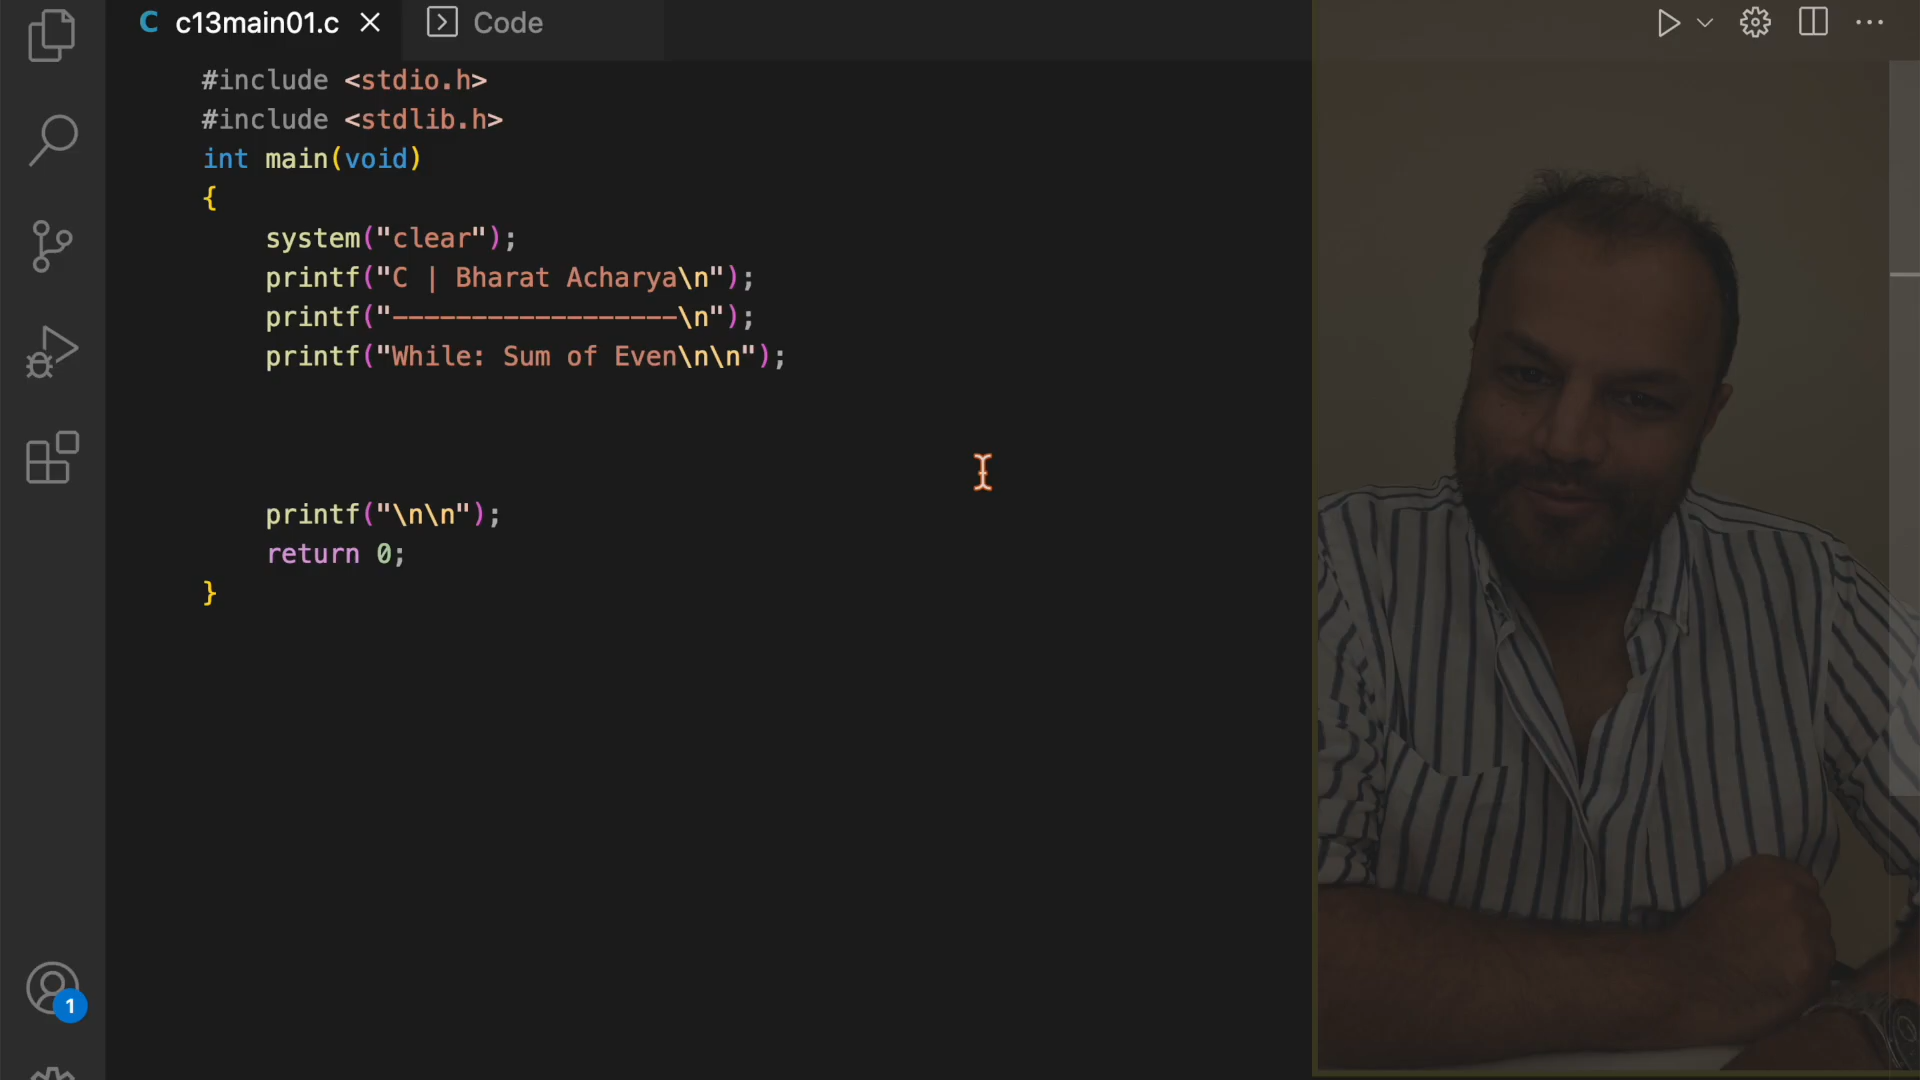 c13main01.c
Code
#include <stdio.h>
#include <stdlib.h>
int main(void)
{
system("clear");
printf("C | Bharat Acharya\n");
printf("------------------\n");
printf("While: Sum of Even\n\n");
printf("\n\n");
return 0;
}
1